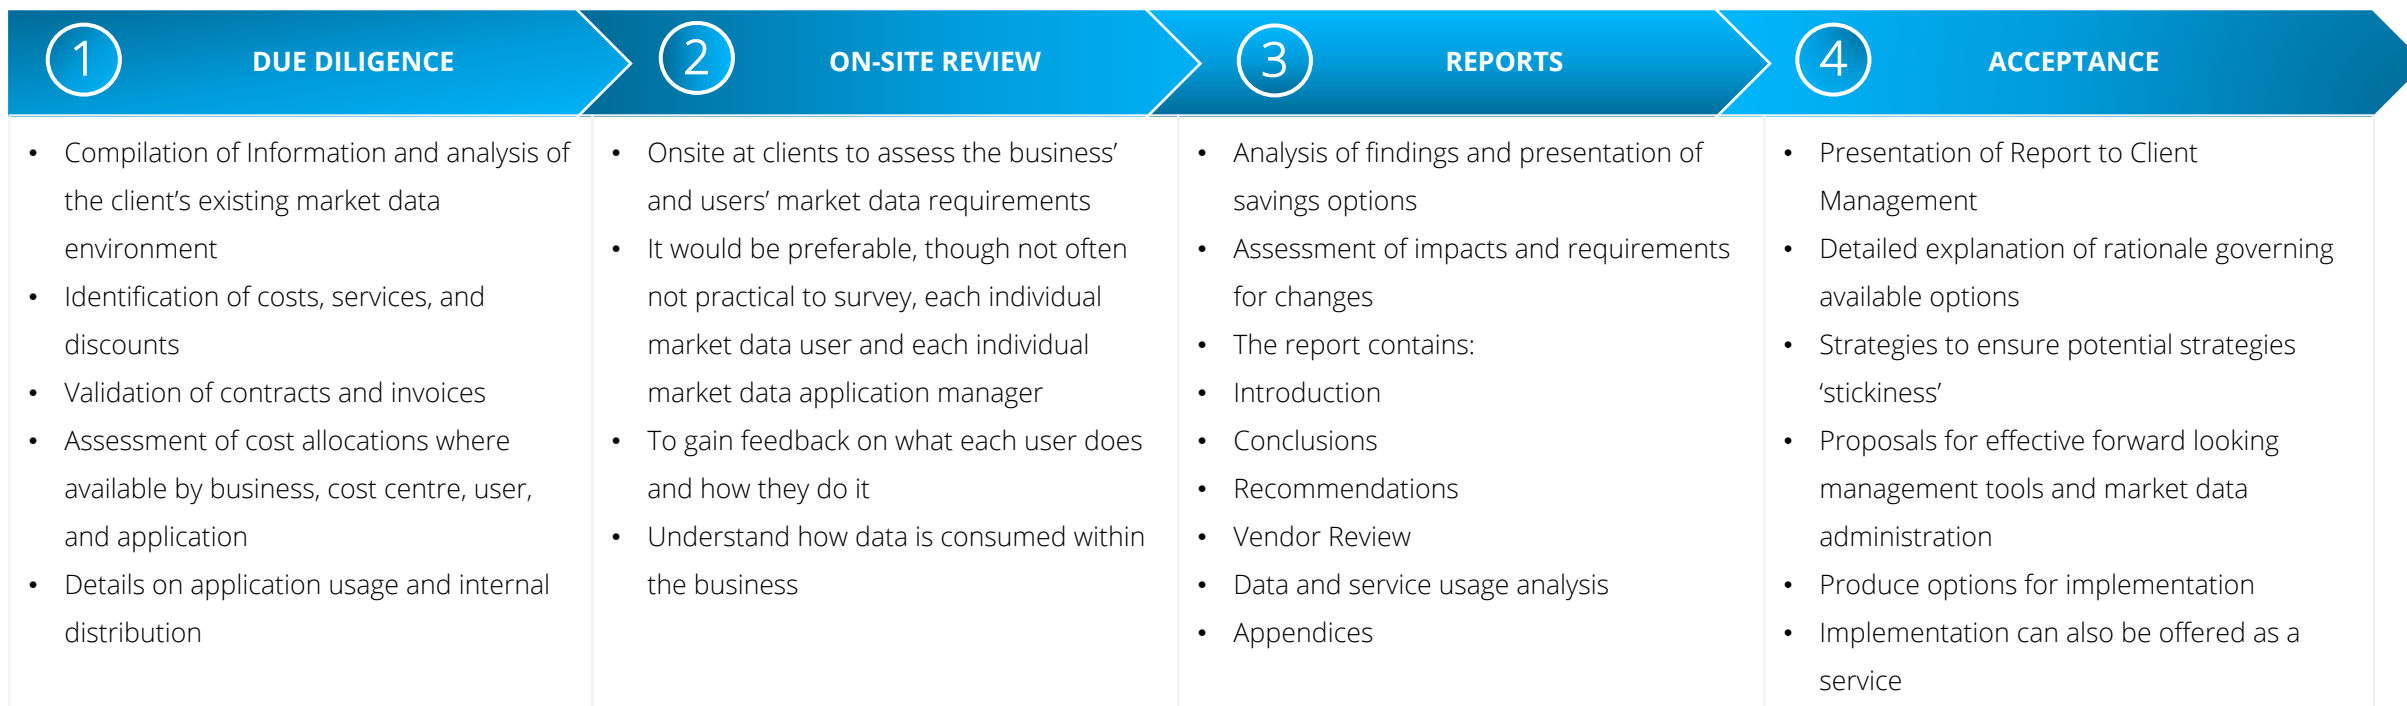 1 DUE DILIGENCE
• Compilation of Information and analysis of
the client's existing market data
environment
• Identification of costs, services, and
discounts
• Validation of contracts and invoices
• Assessment of cost allocations where
available by business, cost centre, user,
and application
• Details on application usage and internal
distribution
2 ON-SITE REVIEW
• Onsite at clients to assess the business’
and users’ market data requirements
• It would be preferable, though not often
not practical to survey, each individual
market data user and each individual
market data application manager
• To gain feedback on what each user does
and how they do it
• Understand how data is consumed within
the business
3 REPORTS
• Analysis of findings and presentation of
savings options
• Assessment of impacts and requirements
for changes
• The report contains:
• Introduction
• Conclusions
• Recommendations
• Vendor Review
• Data and service usage analysis
• Appendices
4 ACCEPTANCE
• Presentation of Report to Client
Management
• Detailed explanation of rationale governing
available options
• Strategies to ensure potential strategies
‘stickiness’
• Proposals for effective forward looking
management tools and market data
administration
• Produce options for implementation
• Implementation can also be offered as a
service